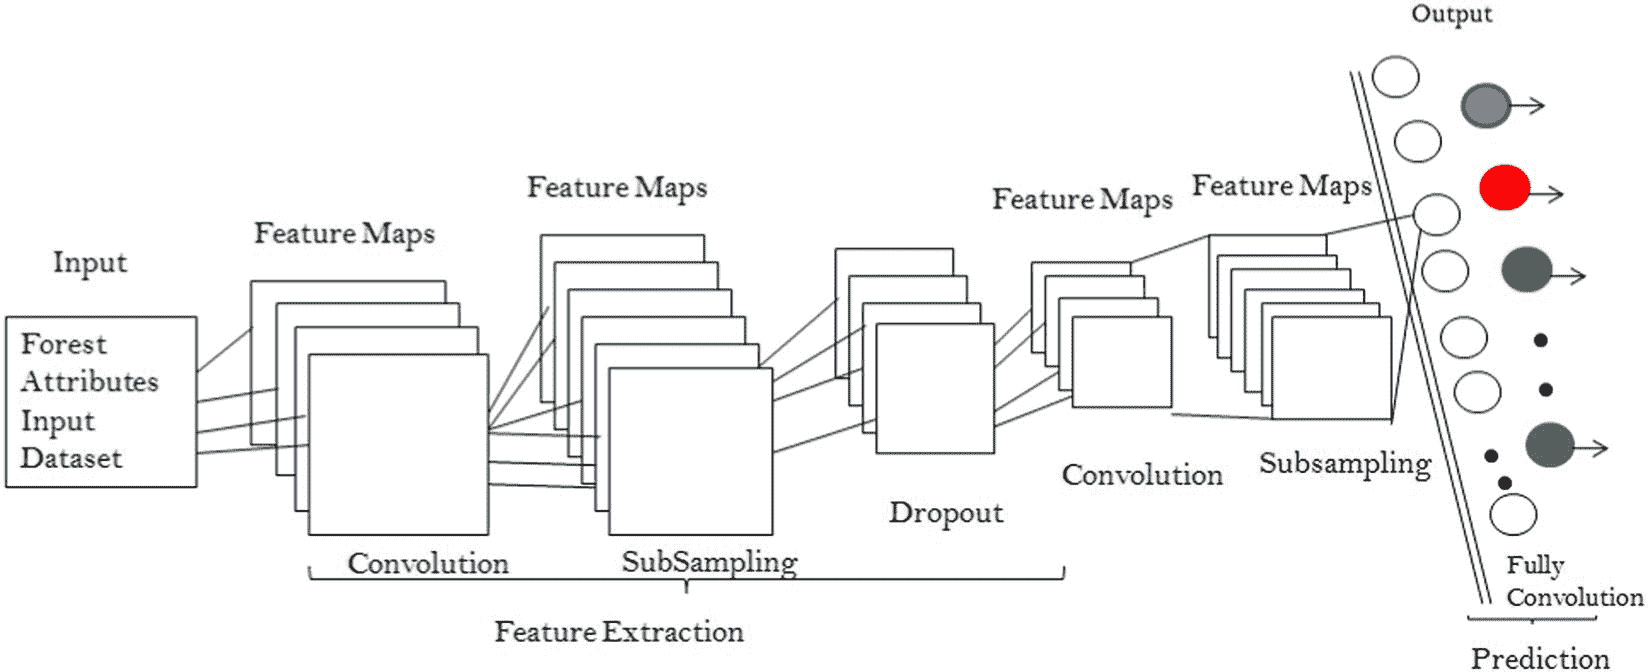 Output
Feature Maps
Feature Maps
Feature Maps
Feature Maps
Input
Forest
Attributes
Input
Dataset
Convolution
SubSampling
Dropout
Convolution
Subsampling
Fully
Convolution
Feature Extraction
Prediction